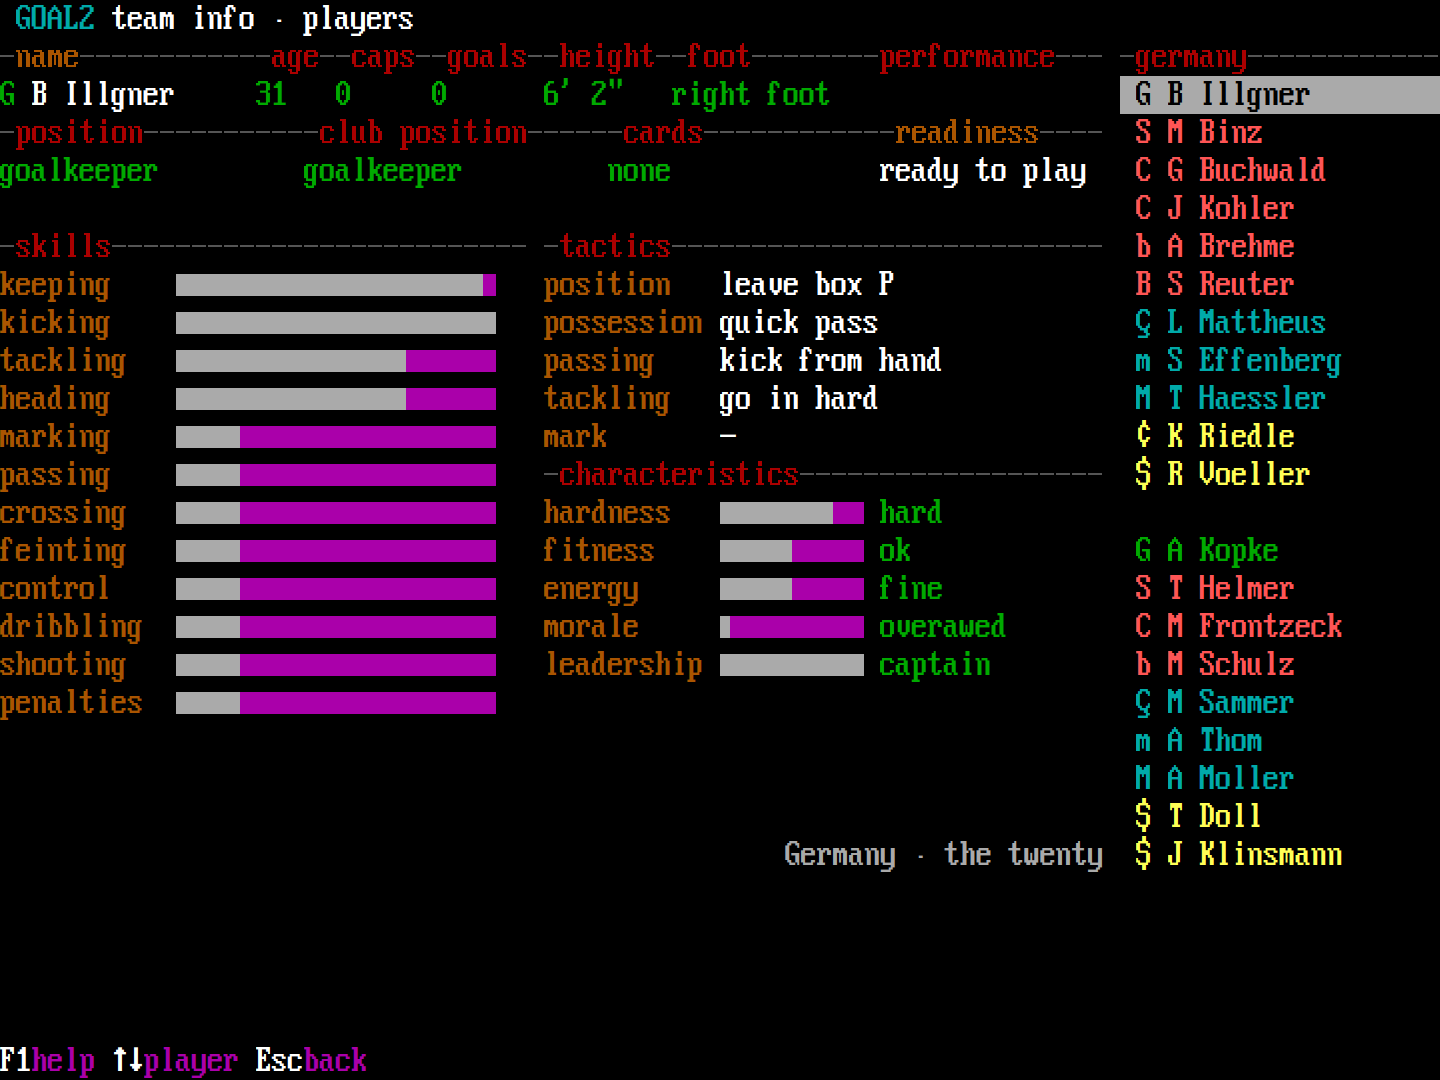 GOAL2 team info · players
name age caps goals height foot performance germany
G B Illgner 31 0 0 6' 2" right foot G B Illgner
position club position cards readiness S M Binz
goalkeeper goalkeeper none ready to play C G Buchwald
C J Kohler
skills tactics b A Brehme
keeping position leave box P B S Reuter
kicking possession quick pass Ç L Mattheus
tackling passing kick from hand m S Effenberg
heading tackling go in hard M T Haessler
marking mark — ¢ K Riedle
passing characteristics $ R Voeller
crossing hardness hard
feinting fitness ok G A Kopke
control energy fine S T Helmer
dribbling morale overawed C M Frontzeck
shooting leadership captain b M Schulz
penalties Ç M Sammer
m A Thom
M A Moller
$ T Doll
Germany · the twenty $ J Klinsmann
F1help ↑↓player Escback